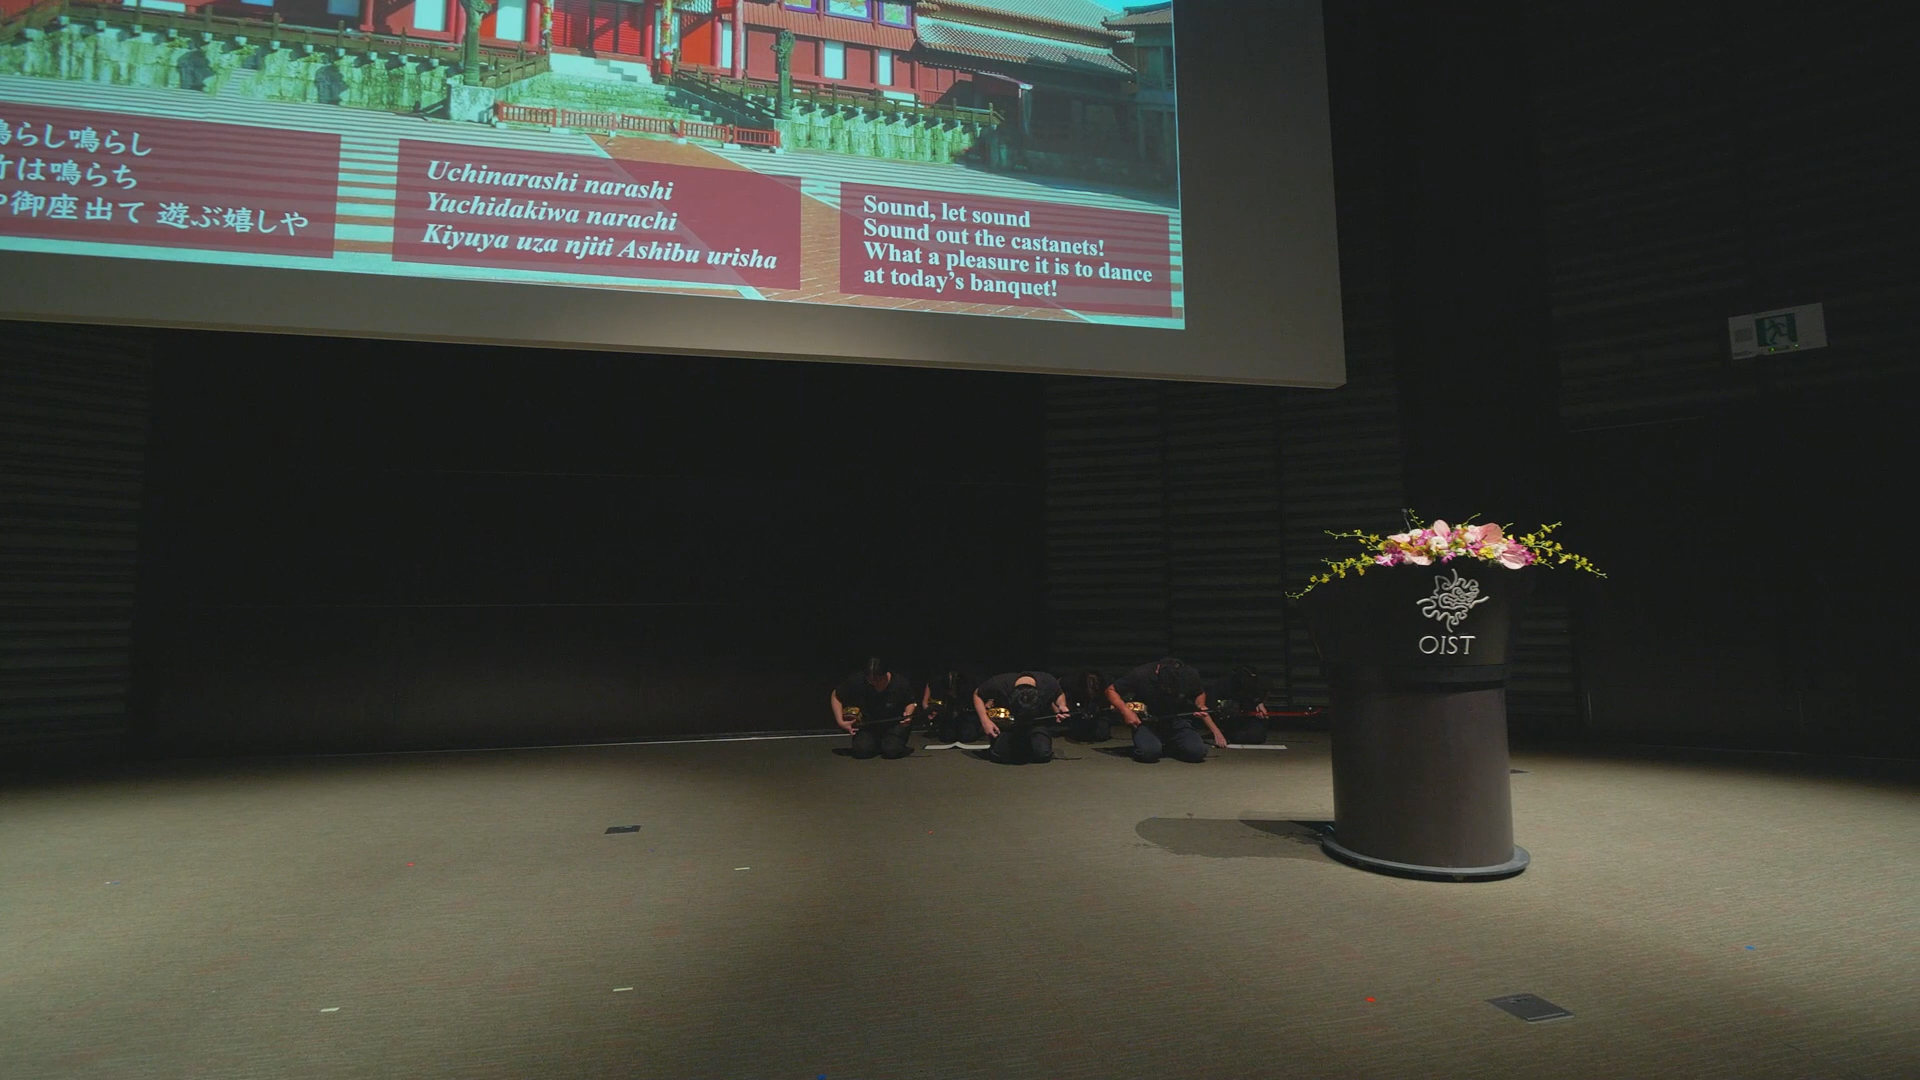 鳴らし鳴らし
竹は鳴らち
や御座出て 遊ぶ嬉しや
Uchinarashi narashi
Yuchidakiwa narachi
Kiyuya uza njiti Ashibu urisha
Sound, let sound
Sound out the castanets!
What a pleasure it is to dance
at today's banquet!
OIST